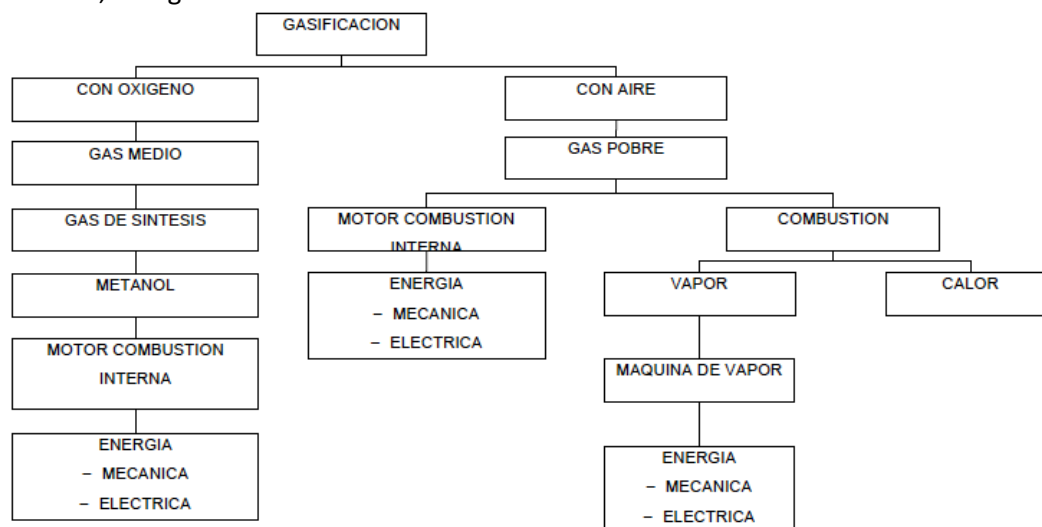 GASIFICACION
CON OXIGENO
CON AIRE
GAS MEDIO
GAS POBRE
GAS DE SINTESIS
MOTOR COMBUSTION
INTERNA
COMBUSTION
METANOL
ENERGIA
– MECANICA
– ELECTRICA
VAPOR
CALOR
MOTOR COMBUSTION
INTERNA
MAQUINA DE VAPOR
ENERGIA
– MECANICA
– ELECTRICA
ENERGIA
– MECANICA
– ELECTRICA